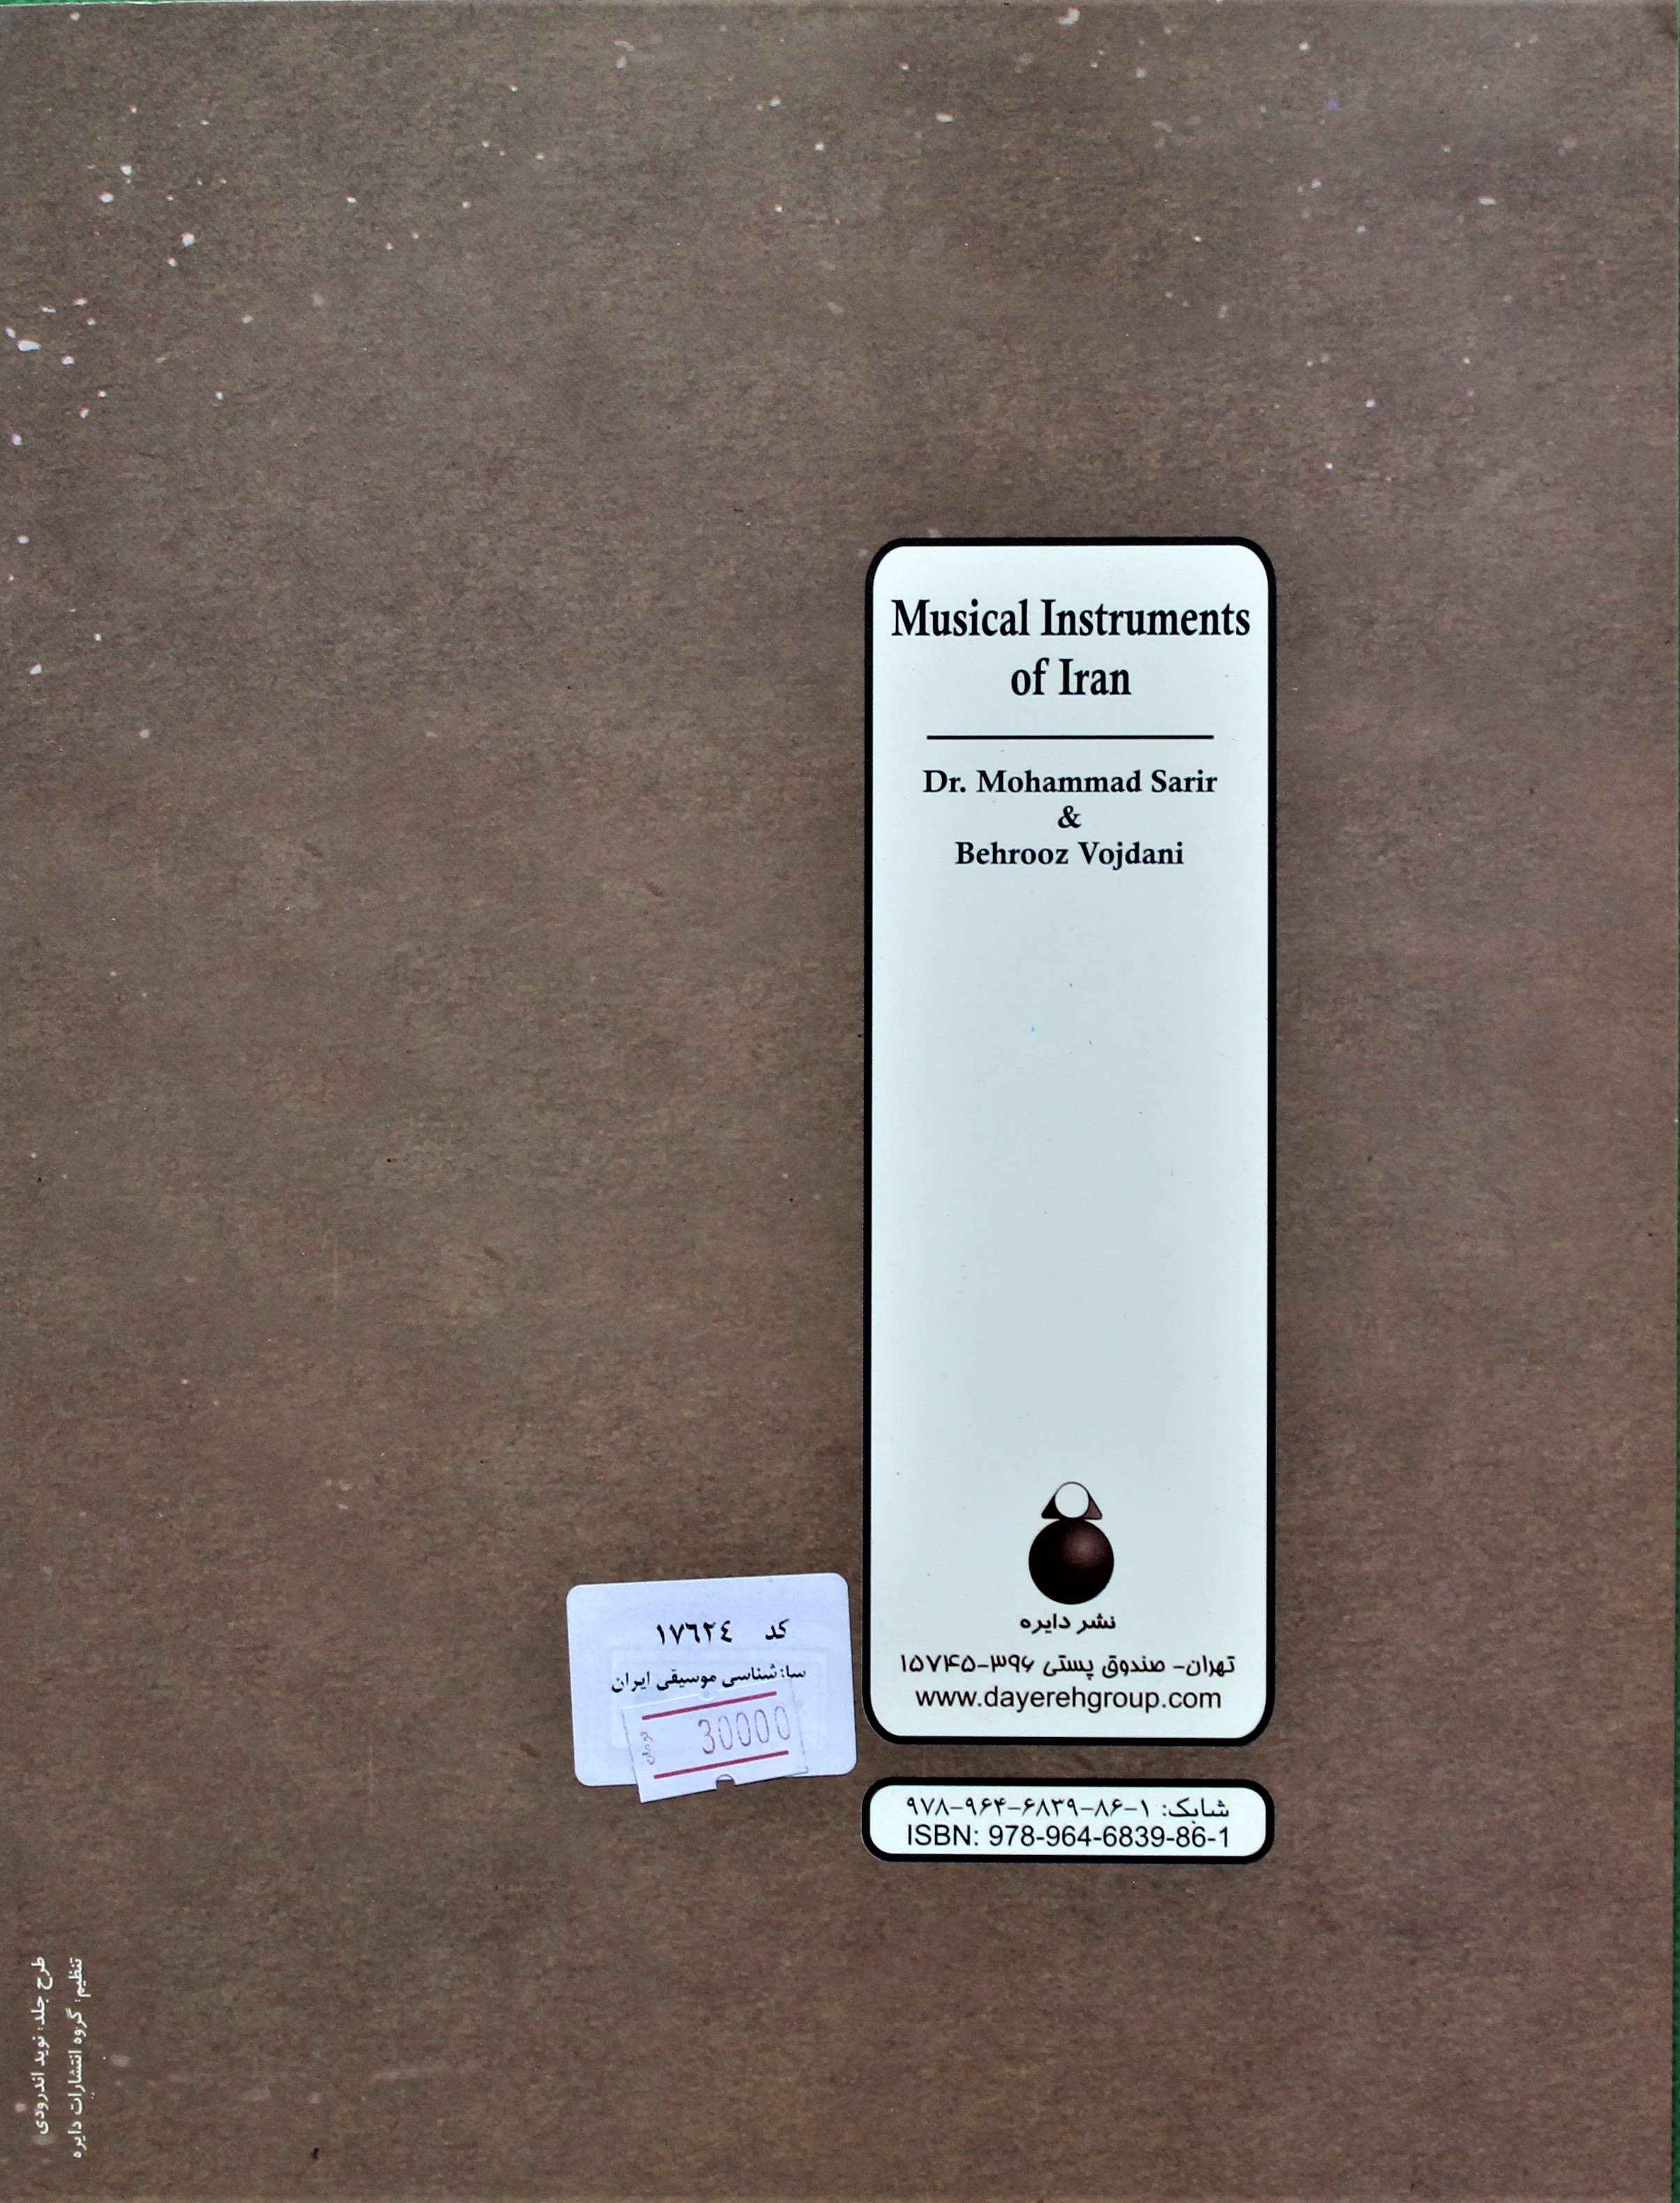 Musical Instruments
of Iran
Dr. Mohammad Sarir
&
Behrooz Vojdani
نشر دایره
تهران- صندوق پستی ۳۹۶-۱۵۷۴۵
www.dayerehgroup.com
شابک: ۱-۸۶-۶۸۳۹-۹۶۴-۹۷۸
ISBN: 978-964-6839-86-1
کد ١٧٦٢٤
سا: شناسی موسیقی ایران
30000
تومان
طرح جلد: نوید اندرودی
تنظیم: گروه انتشارات دایره